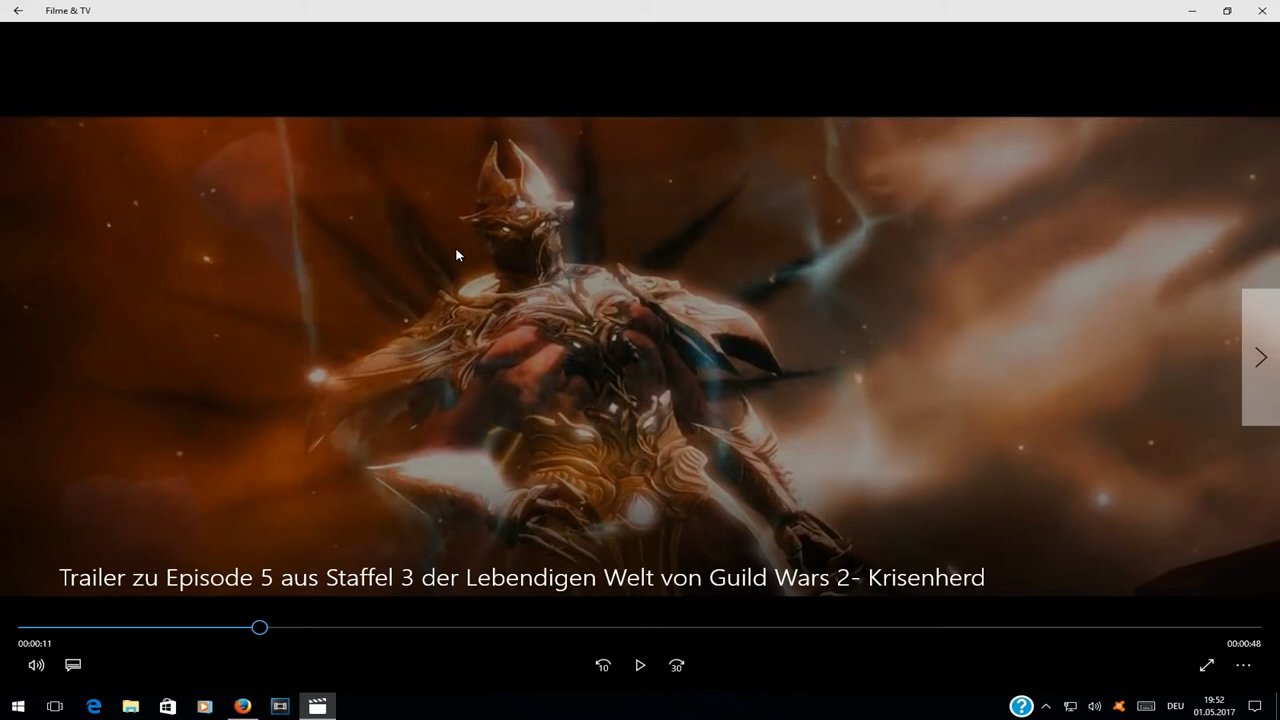 Filme & TV
Trailer zu Episode 5 aus Staffel 3 der Lebendigen Welt von Guild Wars 2- Krisenherd
00:00:11
00:00:48
10
30
?
DEU
19:52
01.05.2017